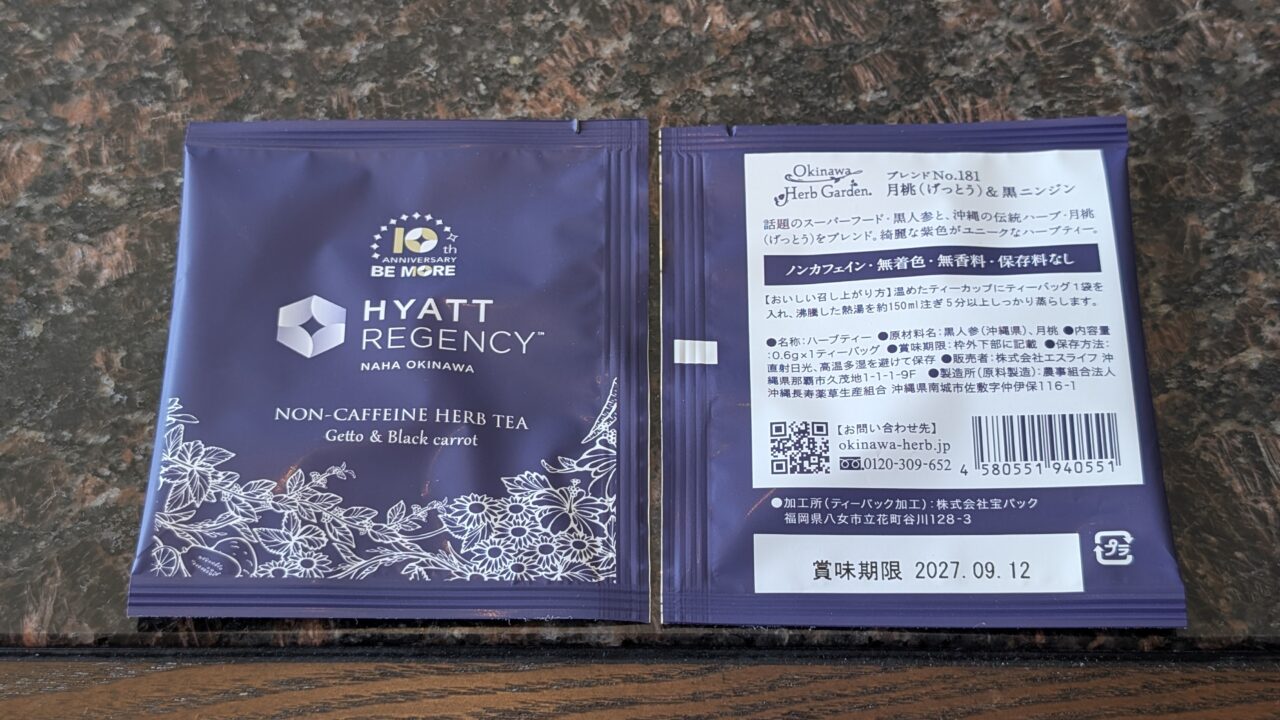 10th
ANNIVERSARY
BE MORE
HYATT
REGENCY™
NAHA OKINAWA
NON-CAFFEINE HERB TEA
Getto & Black carrot
Okinawa
Herb Garden.
ブレンドNo.181
月桃(げっとう)&黒ニンジン
話題のスーパーフード・黒人参と、沖縄の伝統ハーブ・月桃
(げっとう)をブレンド。綺麗な紫色がユニークなハーブティー。
ノンカフェイン・無着色・無香料・保存料なし
【おいしい召し上がり方】温めたティーカップにティーバッグ1袋を
入れ、沸騰した熱湯を約150ml注ぎ5分以上しっかり蒸らします。
●名称:ハーブティー ●原材料名:黒人参(沖縄県)、月桃 ●内容量
:0.6g×1ティーバッグ ●賞味期限:枠外下部に記載 ●保存方法:
直射日光、高温多湿を避けて保存 ●販売者:株式会社エスライフ 沖
縄県那覇市久茂地1-1-1-9F ●製造所(原料製造):農事組合法人
沖縄長寿薬草生産組合 沖縄県南城市佐敷字仲伊保116-1
【お問い合わせ先】
okinawa-herb.jp
0120-309-652
4 580551 940551
●加工所(ティーバック加工):株式会社宝パック
福岡県八女市立花町谷川128-3
プラ
賞味期限 2027.09.12